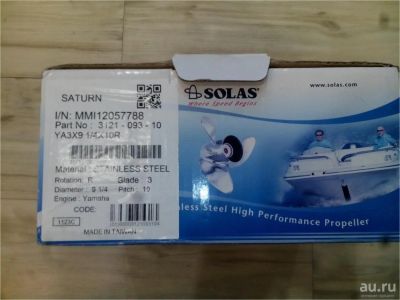 SATURN
I/N: MMI12057788
Part No : 3121 - 093 - 10
YA3X9 1/4X10R
Material : STAINLESS STEEL
Rotation: R Blade: 3
Diameter: 9 1/4 Pitch: 10
Engine: Yamaha
CODE:
MADE IN TAIWAN
SOLAS
Where Speed Begins
www.solas.com
nless Steel High Performance Propeller
au.ru